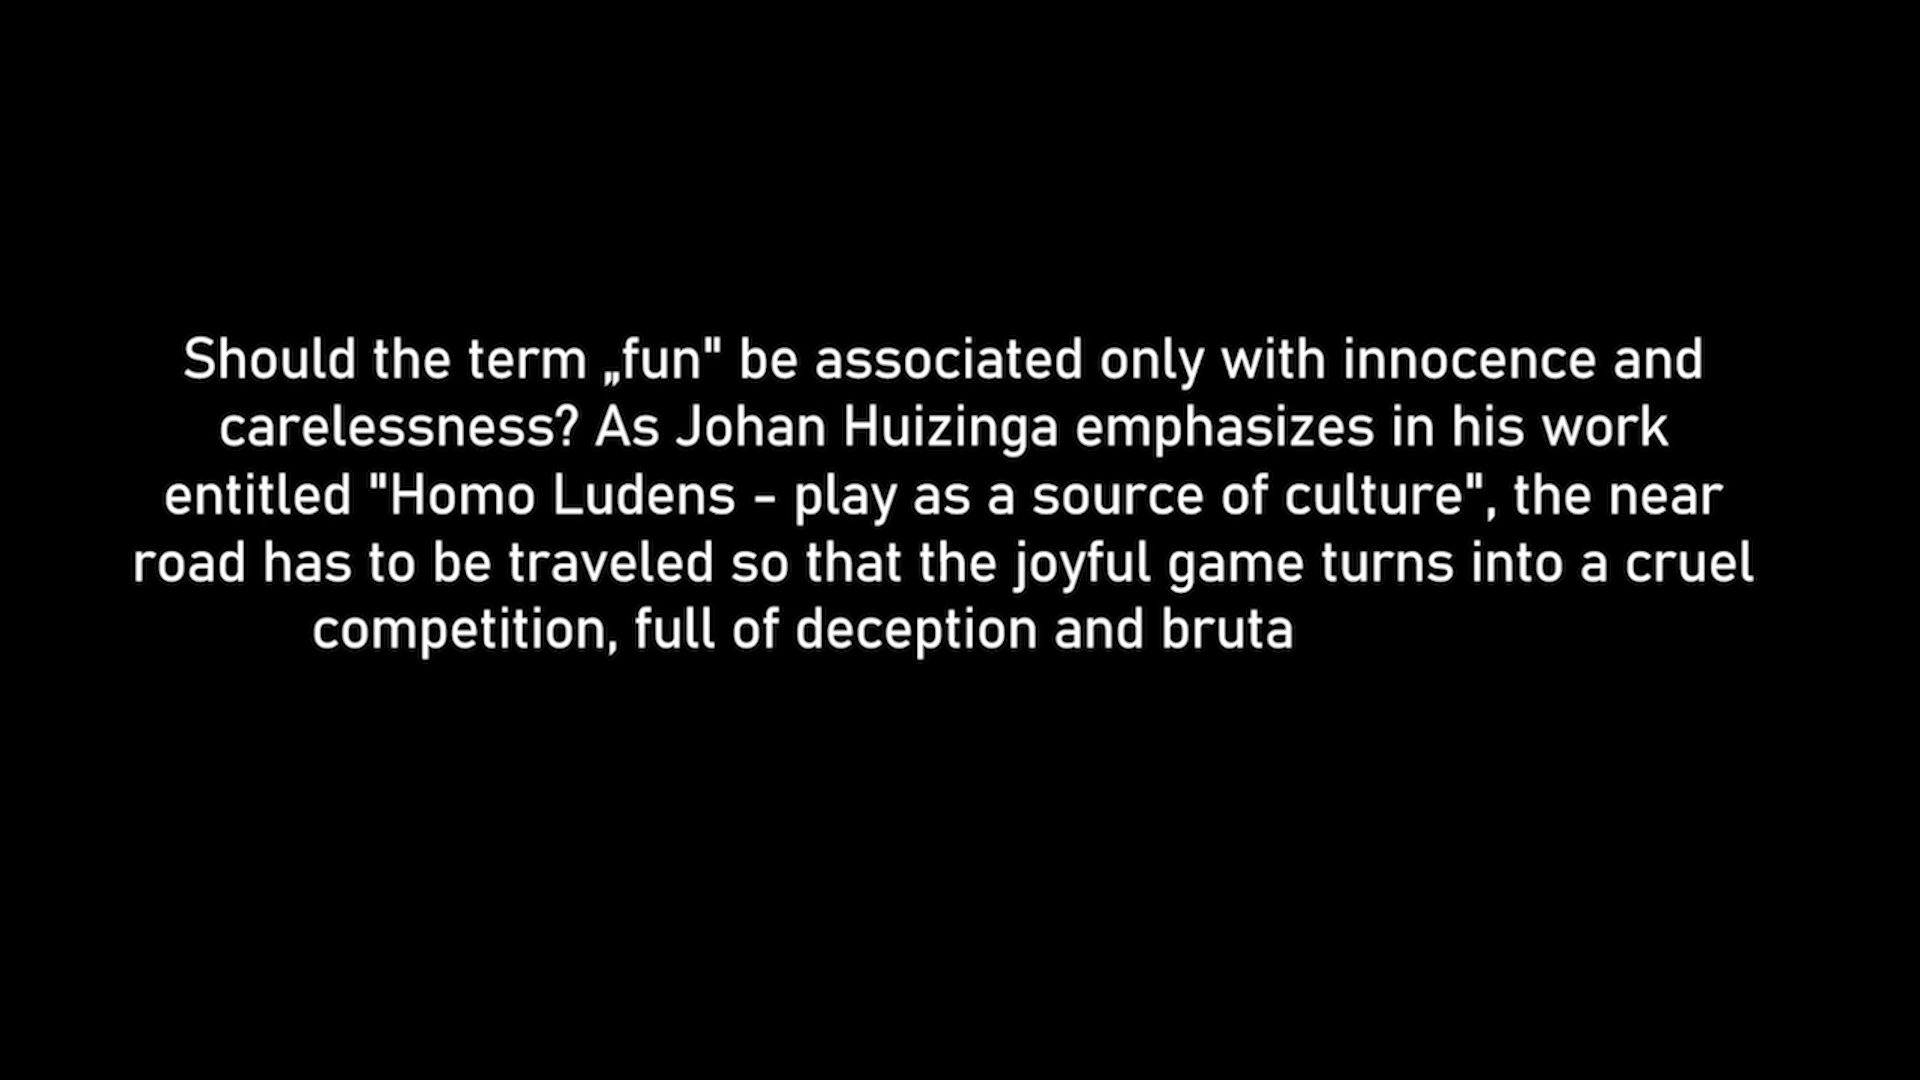 Should the term „fun" be associated only with innocence and
carelessness? As Johan Huizinga emphasizes in his work
entitled "Homo Ludens - play as a source of culture", the near
road has to be traveled so that the joyful game turns into a cruel
competition, full of deception and bruta